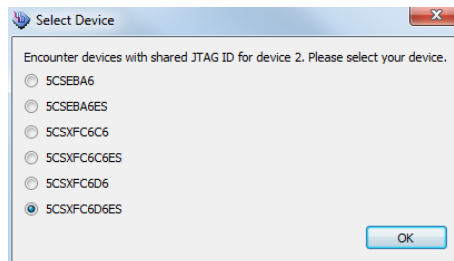 Select Device
Encounter devices with shared JTAG ID for device 2. Please select your device.
5CSEBA6
5CSEBA6ES
5CSXFC6C6
5CSXFC6C6ES
5CSXFC6D6
5CSXFC6D6ES
OK